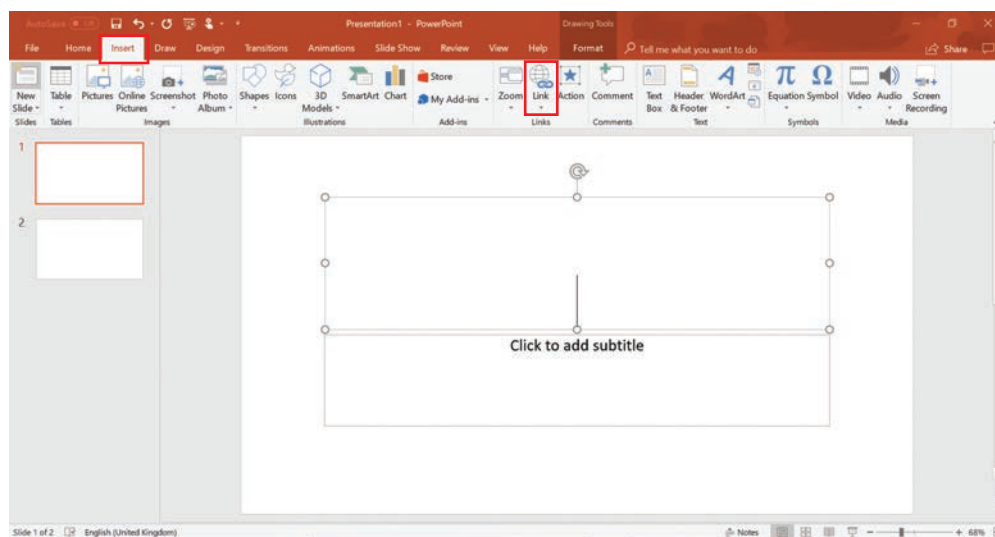 AutoSave
Presentation1 - PowerPoint
Drawing Tools
File Home Insert Draw Design Transitions Animations Slide Show Review View Help Format Tell me what you want to do Share
New Slide
Table
Pictures
Online Pictures
Screenshot
Photo Album
Shapes
Icons
3D Models
SmartArt
Chart
Store
My Add-ins
Zoom
Link
Action
Comment
Text Box
Header & Footer
WordArt
Equation
Symbol
Video
Audio
Screen Recording
Slides Tables Images Illustrations Add-ins Links Comments Text Symbols Media
1
2
Click to add subtitle
Slide 1 of 2 English (United Kingdom) Notes 68%